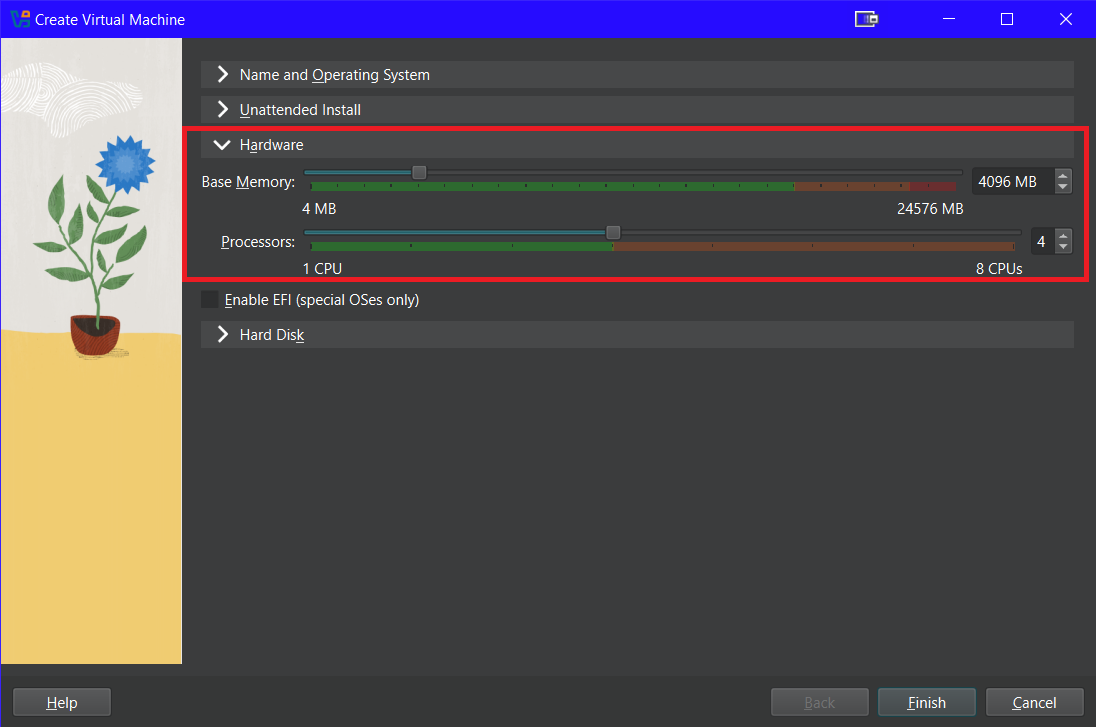 Create Virtual Machine
Name and Operating System
Unattended Install
Hardware
Base Memory:
4096 MB
4 MB
24576 MB
Processors:
4
1 CPU
8 CPUs
Enable EFI (special OSes only)
Hard Disk
Help
Back
Finish
Cancel